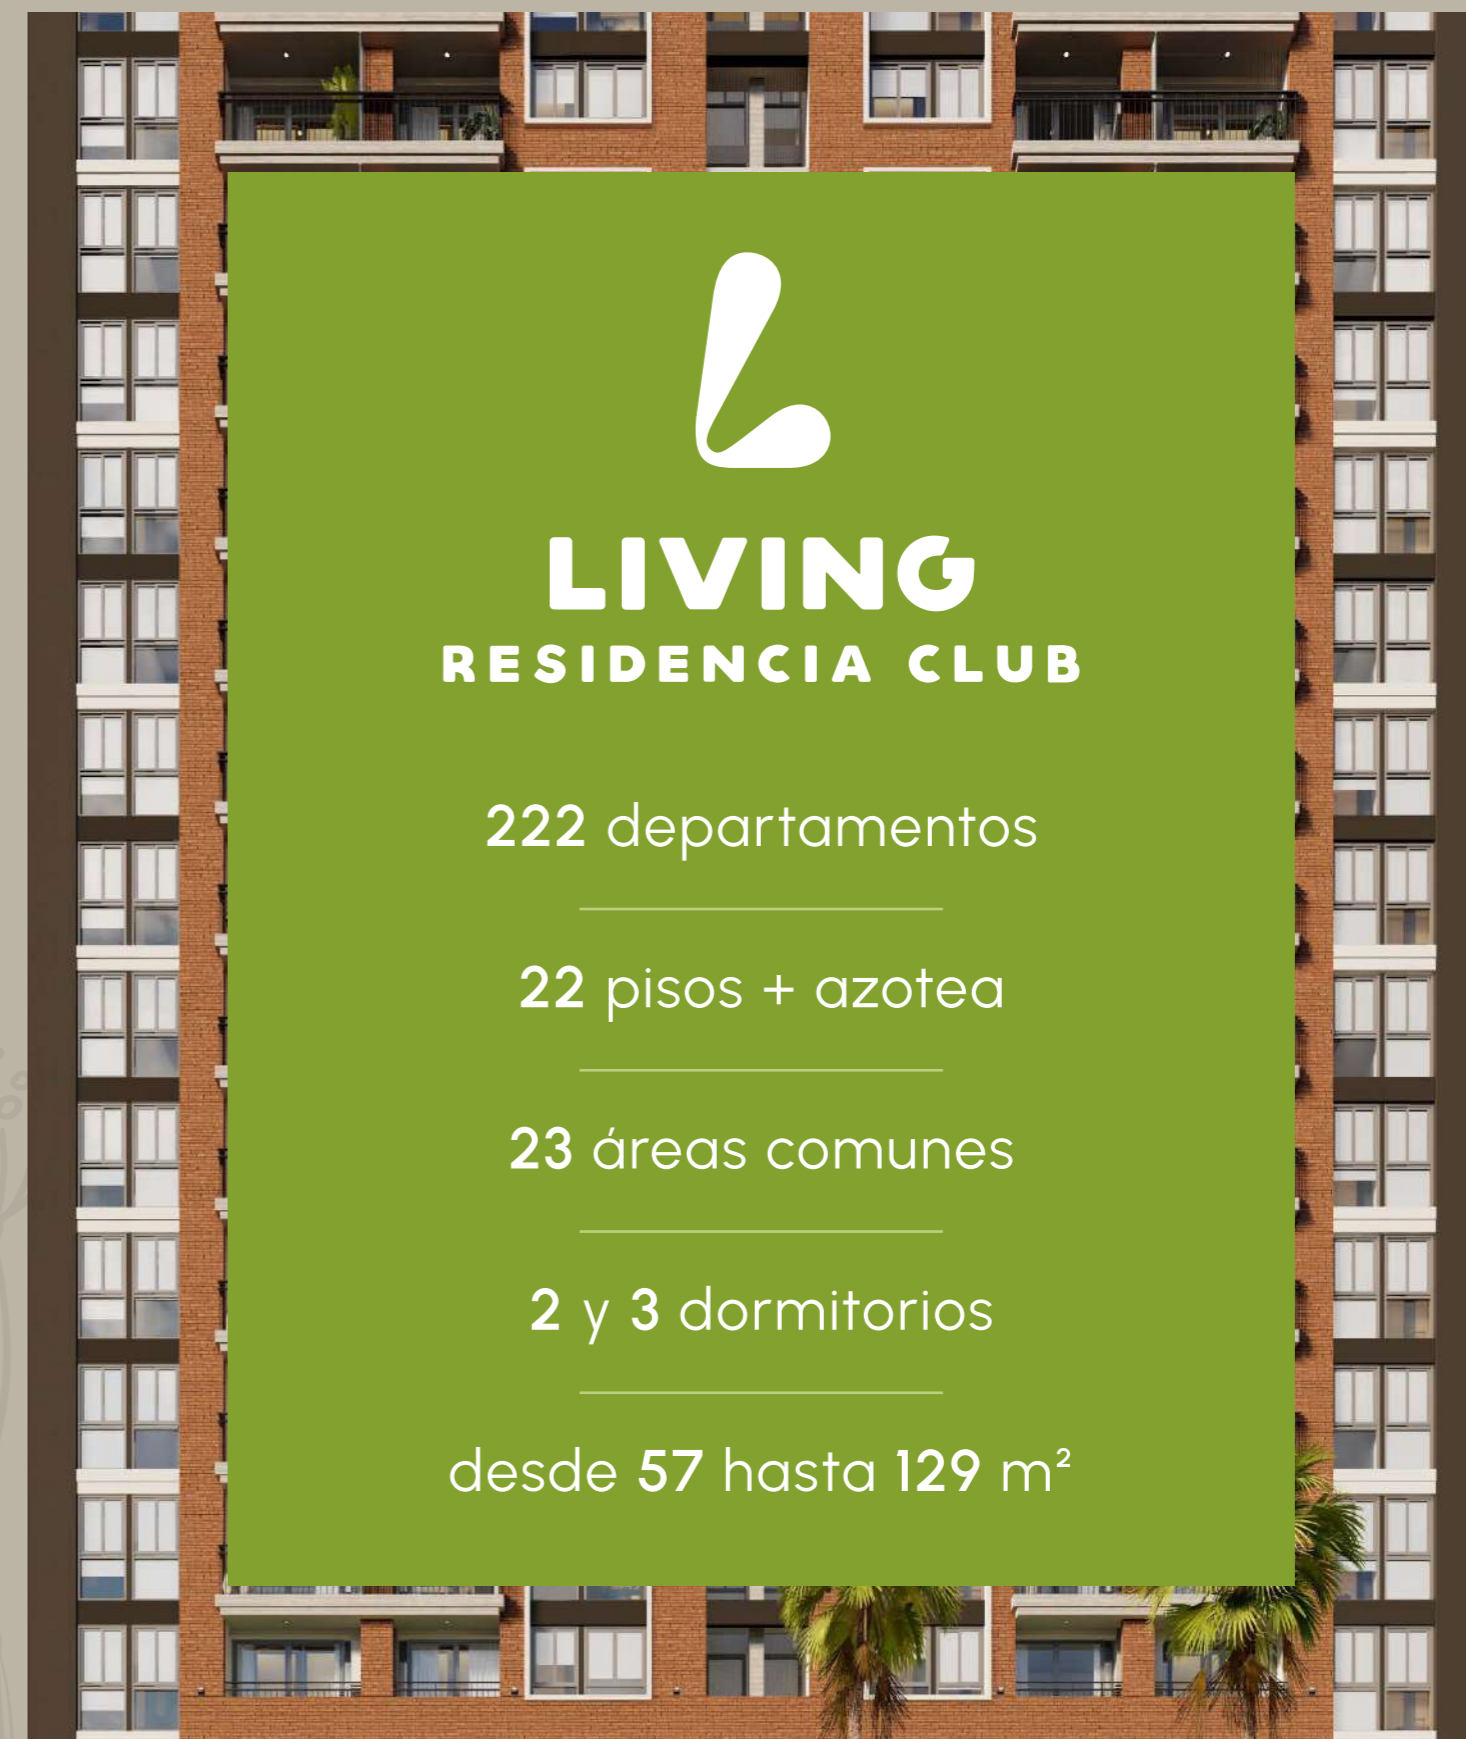 LIVING
RESIDENCIA CLUB
222 departamentos
22 pisos + azotea
23 áreas comunes
2 y 3 dormitorios
desde 57 hasta 129 m²